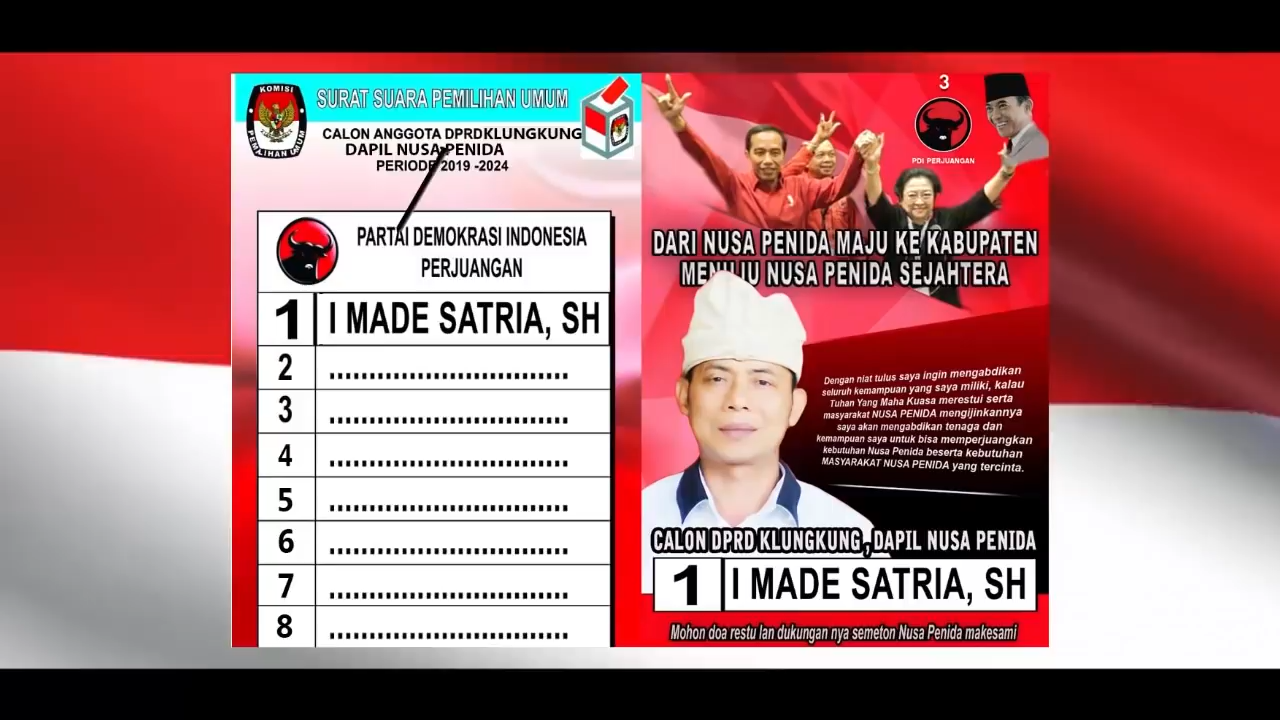 KOMISI
PEMILIHAN UMUM
SURAT SUARA PEMILIHAN UMUM
CALON ANGGOTA DPRDKLUNGKUNG
DAPIL NUSA PENIDA
PERIODE 2019 -2024
PARTAI DEMOKRASI INDONESIA
PERJUANGAN
1 I MADE SATRIA, SH
2 ..............................
3 ..............................
4 ..............................
5 ..............................
6 ..............................
7 ..............................
8 ..............................
3
PDI PERJUANGAN
DARI NUSA PENIDA MAJU KE KABUPATEN
MENUJU NUSA PENIDA SEJAHTERA
Dengan niat tulus saya ingin mengabdikan
seluruh kemampuan yang saya miliki, kalau
Tuhan Yang Maha Kuasa merestui serta
masyarakat NUSA PENIDA mengijinkannya
saya akan mengabdikan tenaga dan
kemampuan saya untuk bisa memperjuangkan
kebutuhan Nusa Penida beserta kebutuhan
MASYARAKAT NUSA PENIDA yang tercinta.
CALON DPRD KLUNGKUNG , DAPIL NUSA PENIDA
1 I MADE SATRIA, SH
Mohon doa restu lan dukungan nya semeton Nusa Penida makesami